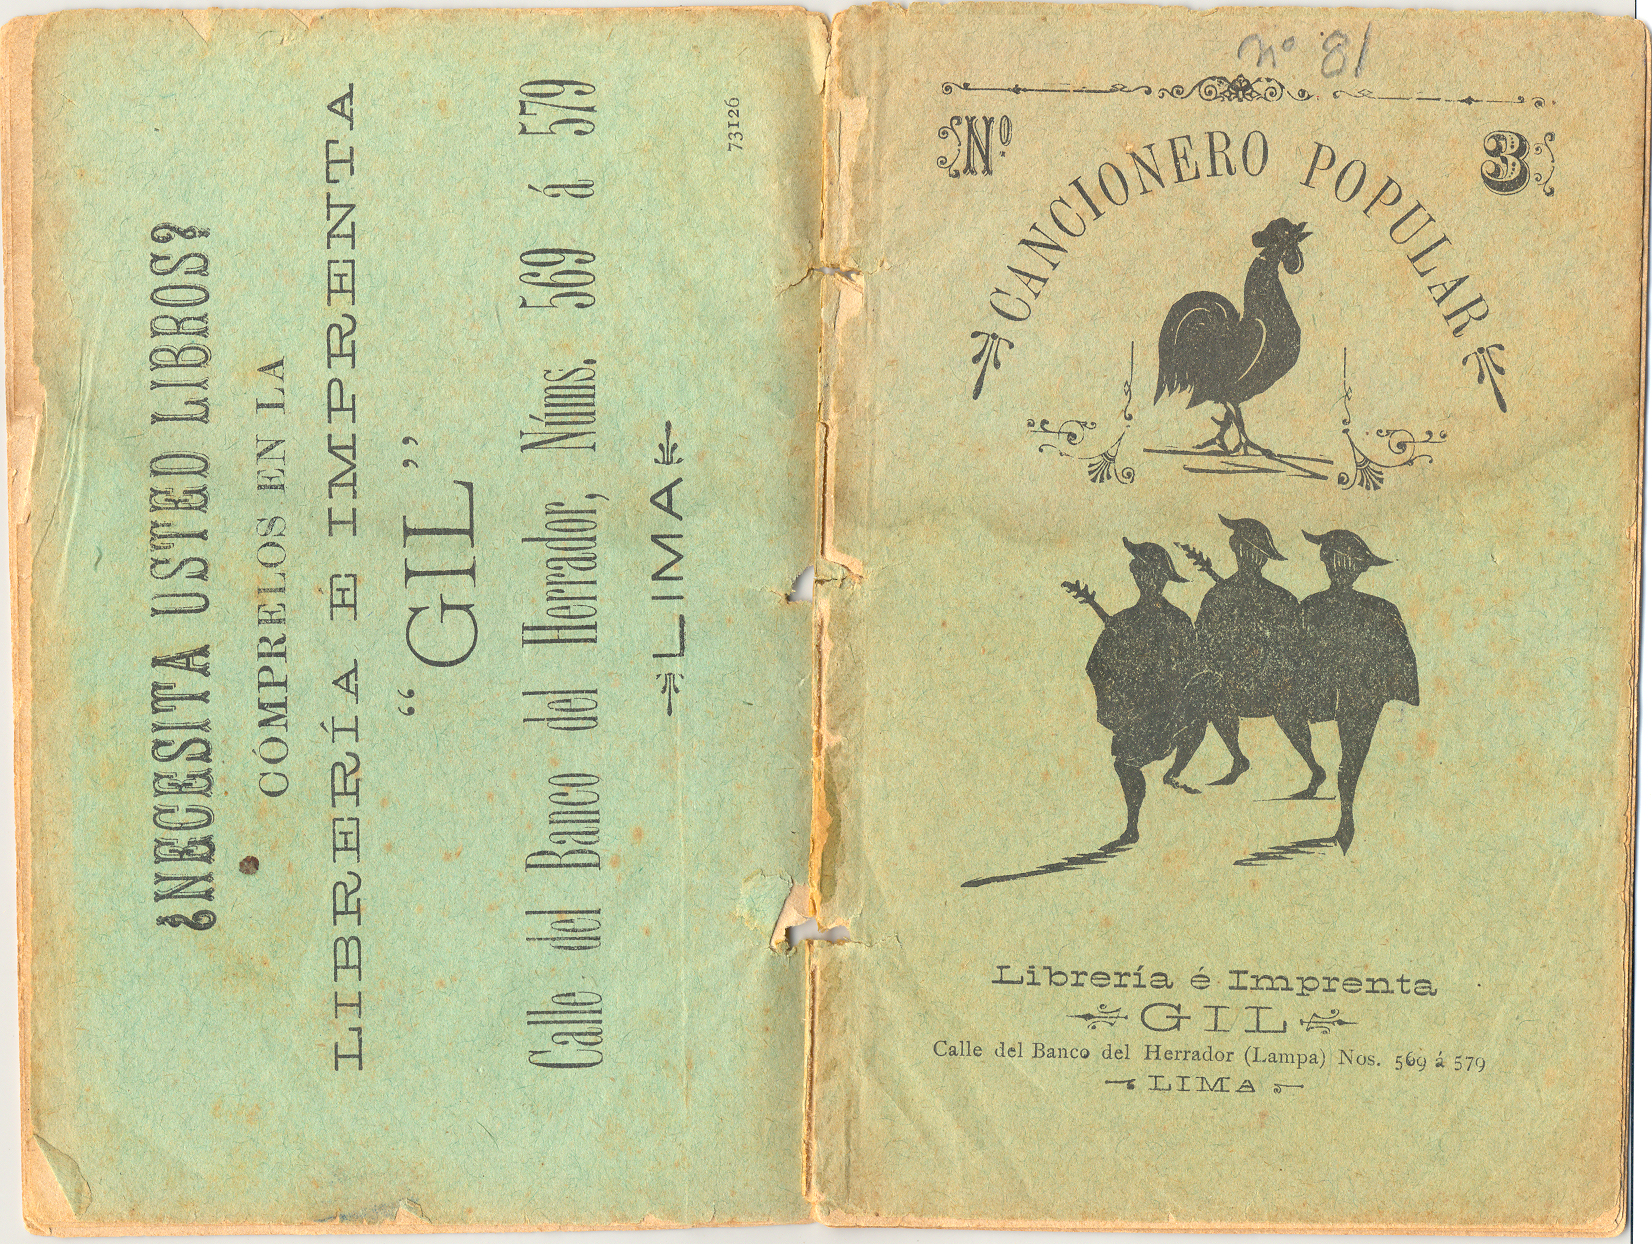 ¿NECESITA USTED LIBROS?
CÓMPRELOS EN LA
LIBRERÍA E IMPRENTA
“GIL”
Calle del Banco del Herrador, Núms. 569 á 579
LIMA
73126
nº 81
Nº 3
CANCIONERO POPULAR
Librería é Imprenta
GIL
Calle del Banco del Herrador (Lampa) Nos. 569 á 579
LIMA